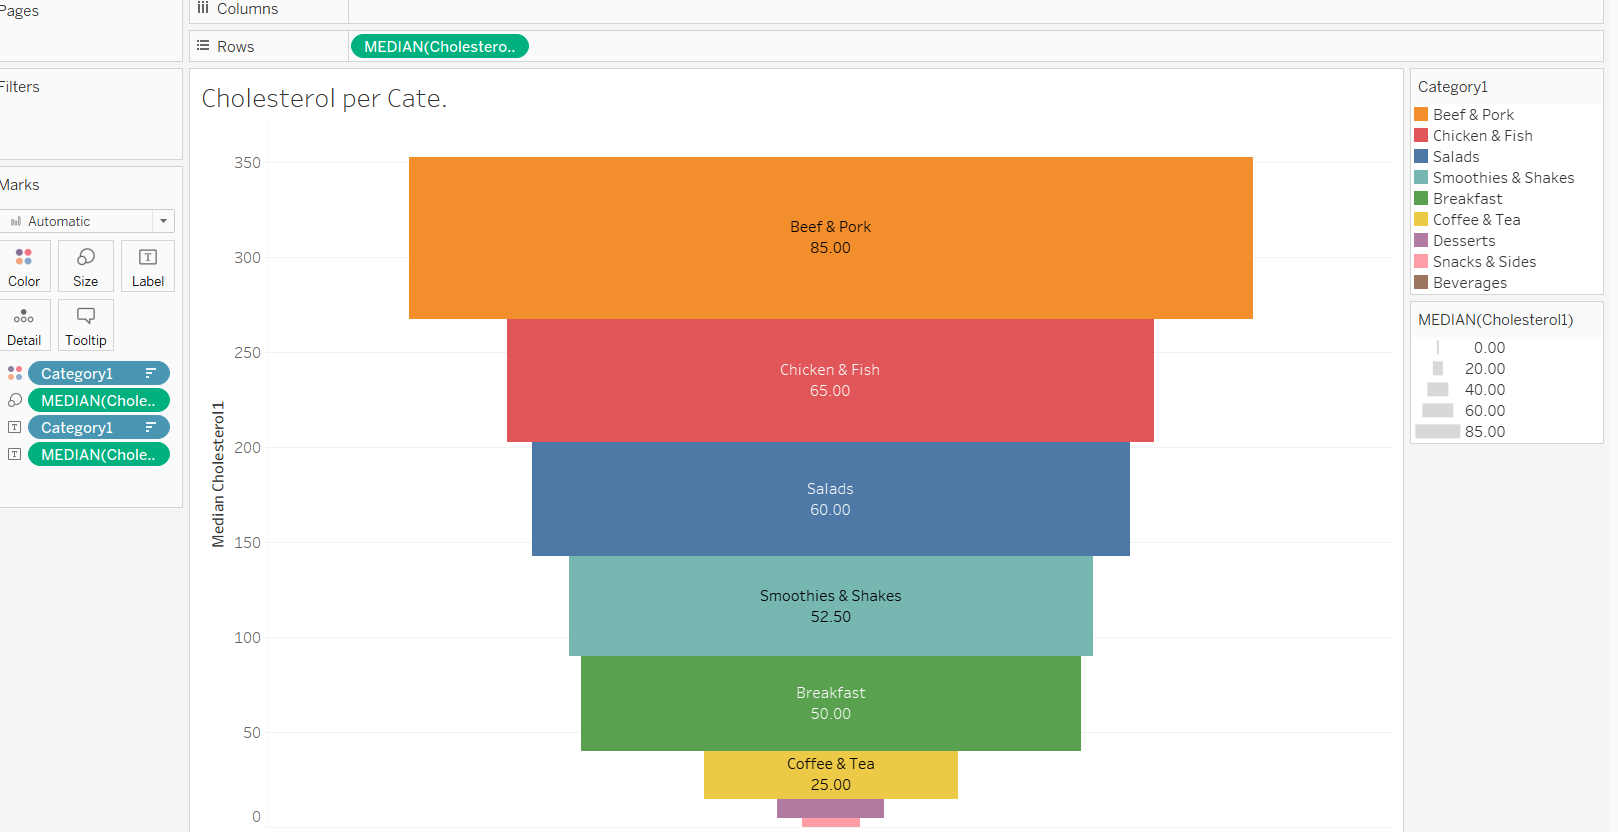 Pages
Columns
Rows
MEDIAN(Cholestero..
Filters
Marks
Automatic
Color
Size
Label
Detail
Tooltip
Category1
MEDIAN(Chole..
Category1
MEDIAN(Chole..
Cholesterol per Cate.
Median Cholesterol1
350
300
250
200
150
100
50
0
Beef & Pork
85.00
Chicken & Fish
65.00
Salads
60.00
Smoothies & Shakes
52.50
Breakfast
50.00
Coffee & Tea
25.00
Category1
Beef & Pork
Chicken & Fish
Salads
Smoothies & Shakes
Breakfast
Coffee & Tea
Desserts
Snacks & Sides
Beverages
MEDIAN(Cholesterol1)
0.00
20.00
40.00
60.00
85.00